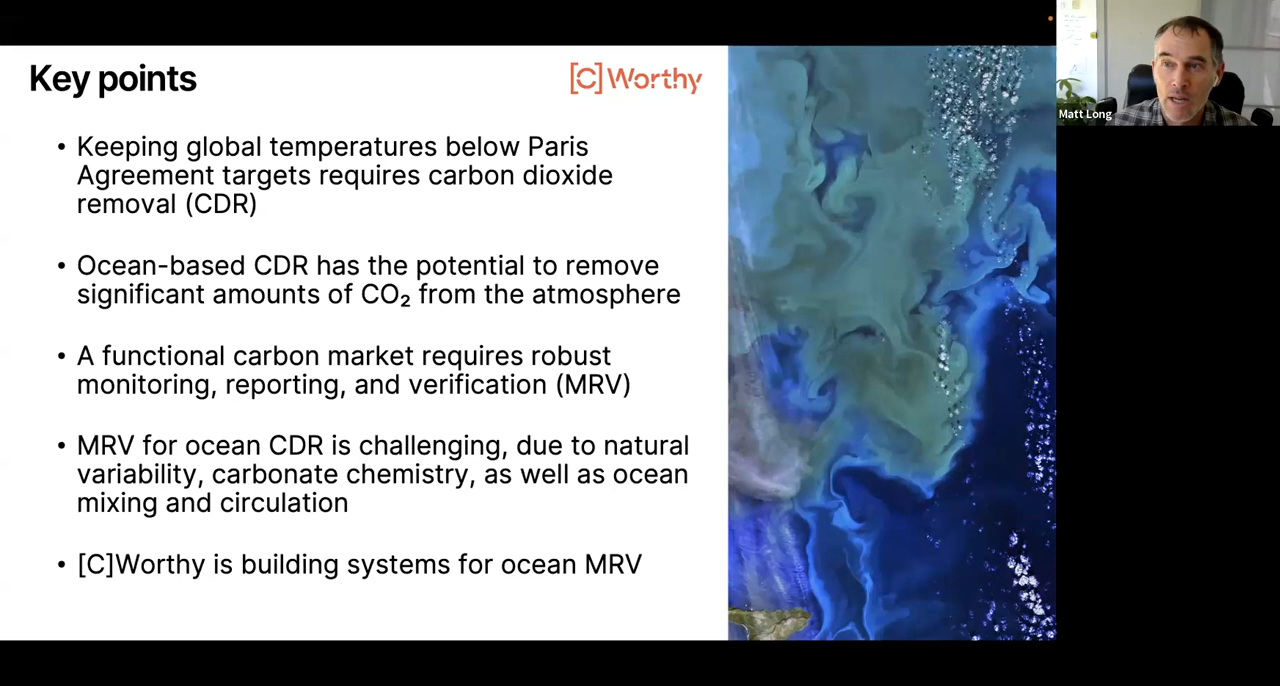 Key points
[C]Worthy
• Keeping global temperatures below Paris
Agreement targets requires carbon dioxide
removal (CDR)
• Ocean-based CDR has the potential to remove
significant amounts of CO₂ from the atmosphere
• A functional carbon market requires robust
monitoring, reporting, and verification (MRV)
• MRV for ocean CDR is challenging, due to natural
variability, carbonate chemistry, as well as ocean
mixing and circulation
• [C]Worthy is building systems for ocean MRV
Matt Long